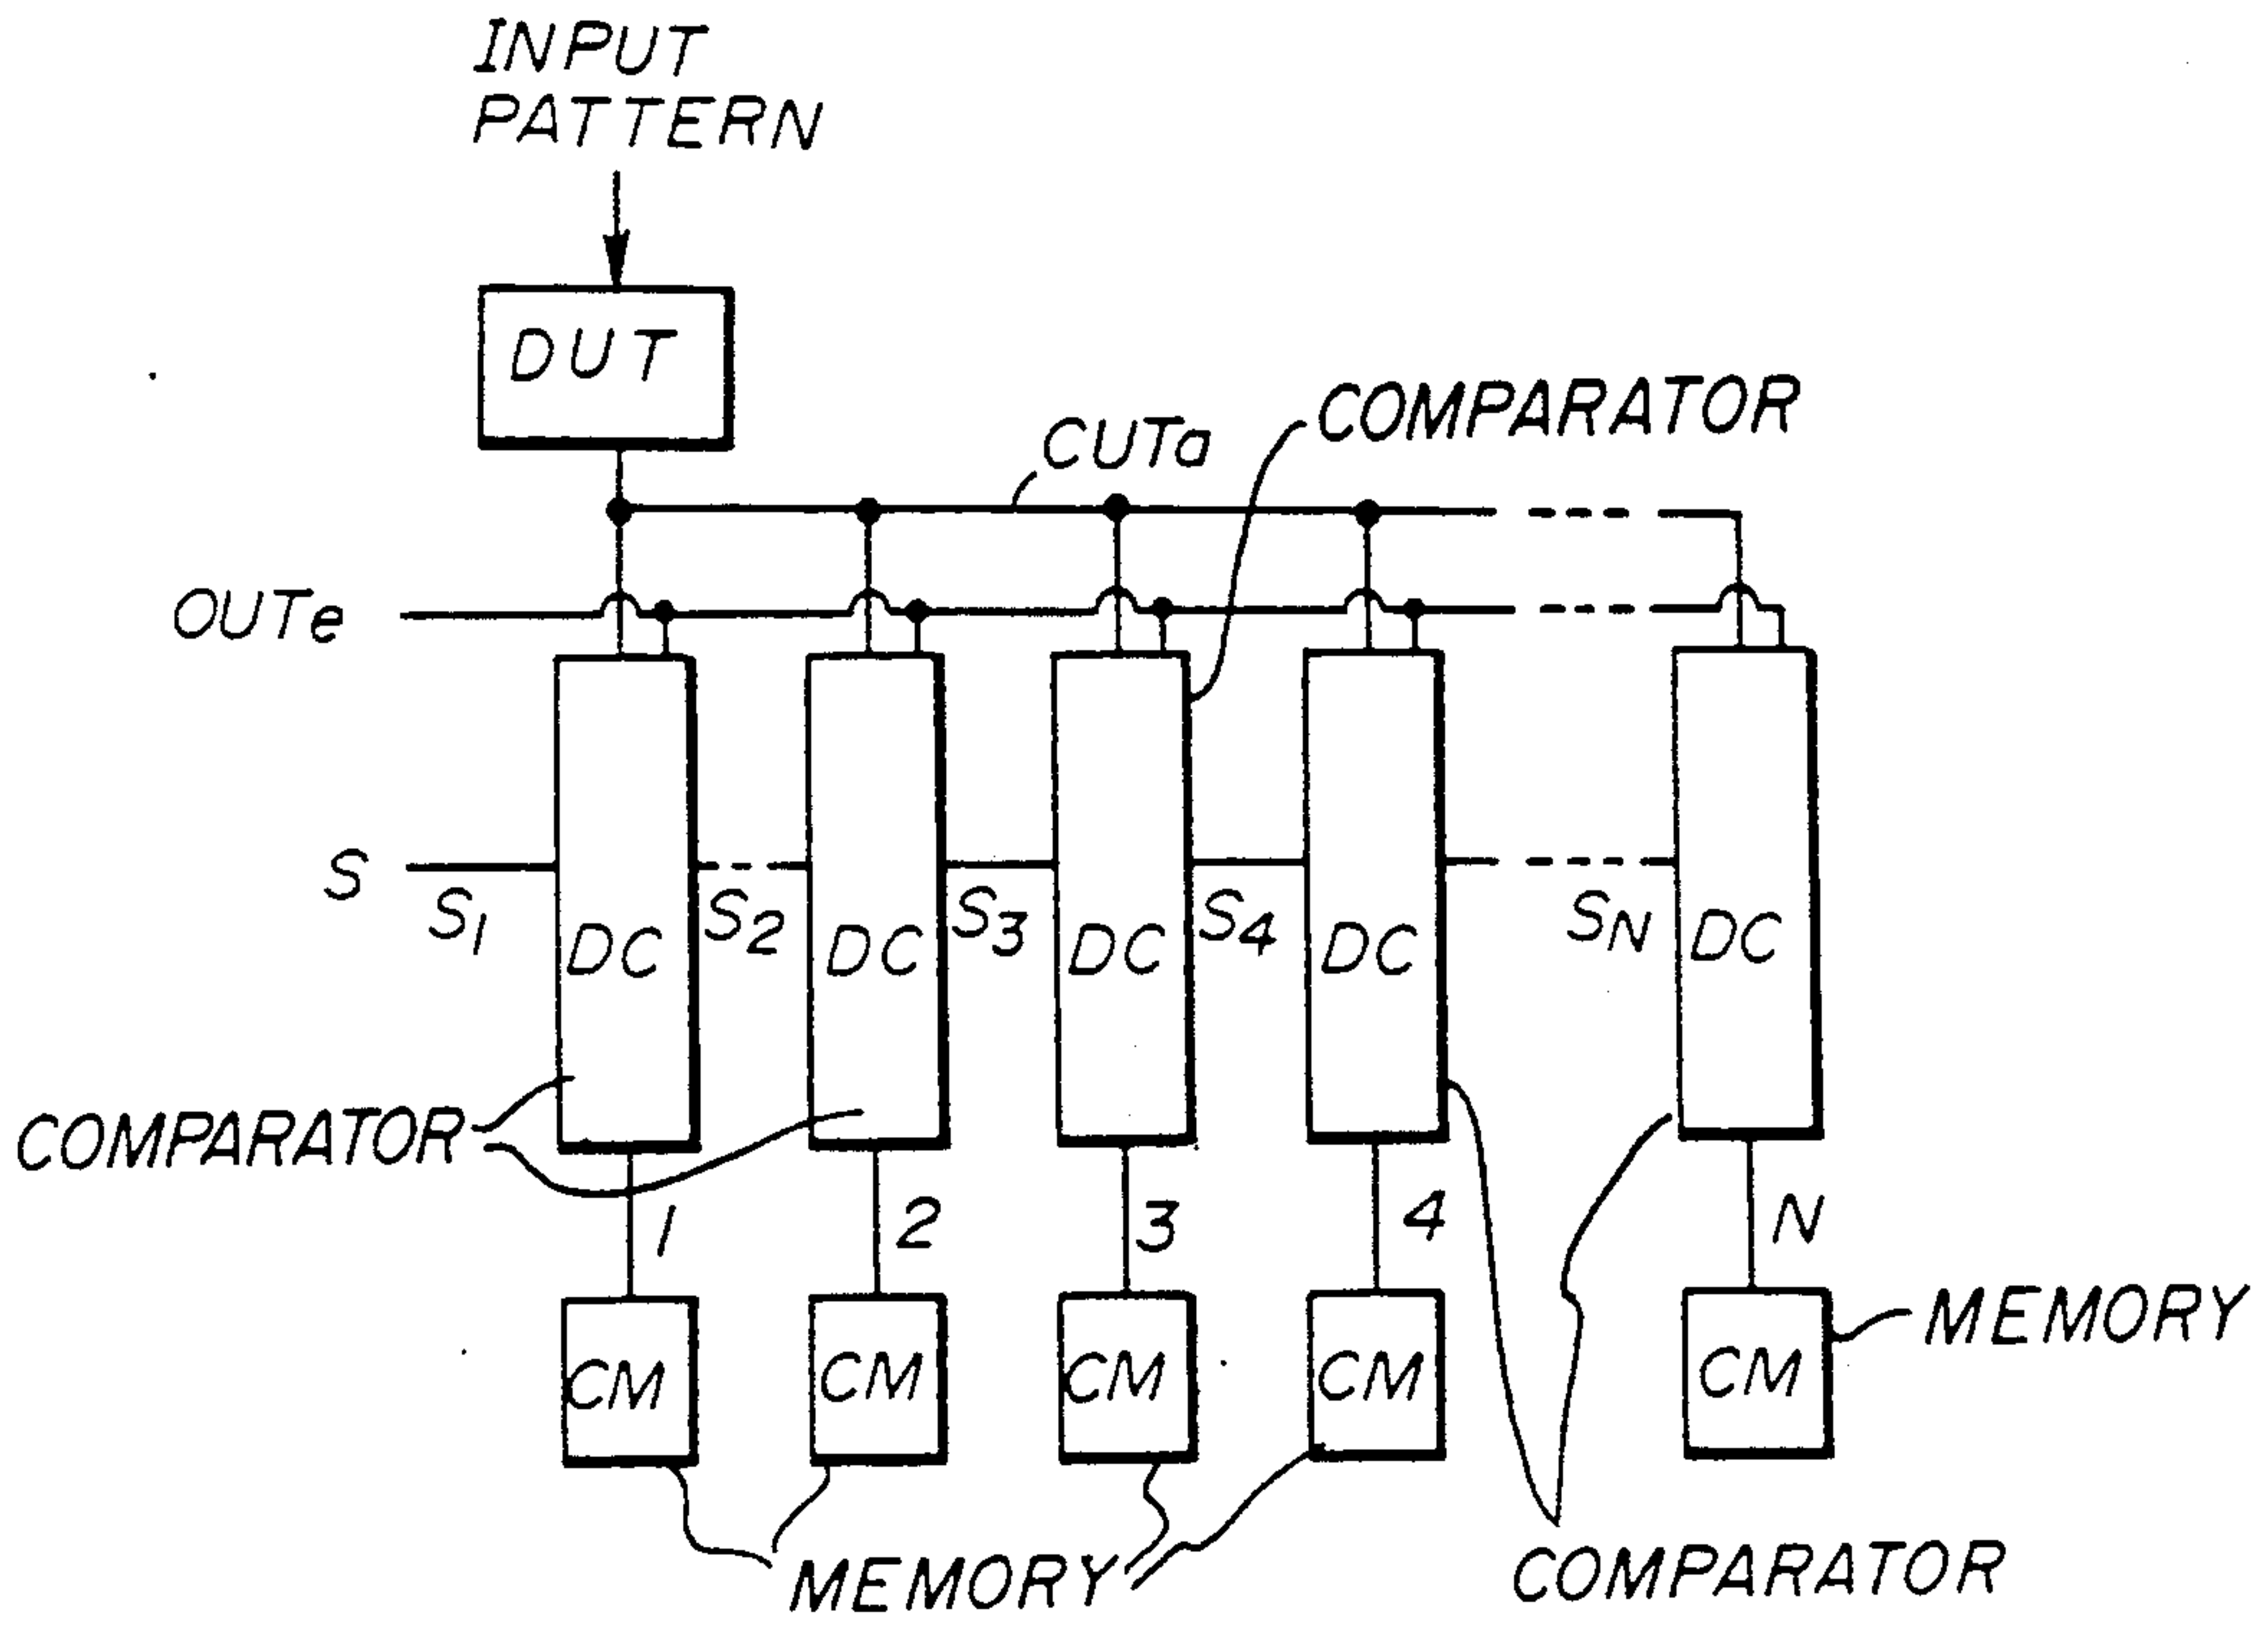 INPUT
PATTERN
DUT
COMPARATOR
CUTa
OUTe
S
S1
S2
S3
S4
SN
DC
DC
DC
DC
DC
COMPARATOR
1
2
3
4
N
CM
CM
CM
CM
CM
MEMORY
MEMORY
COMPARATOR